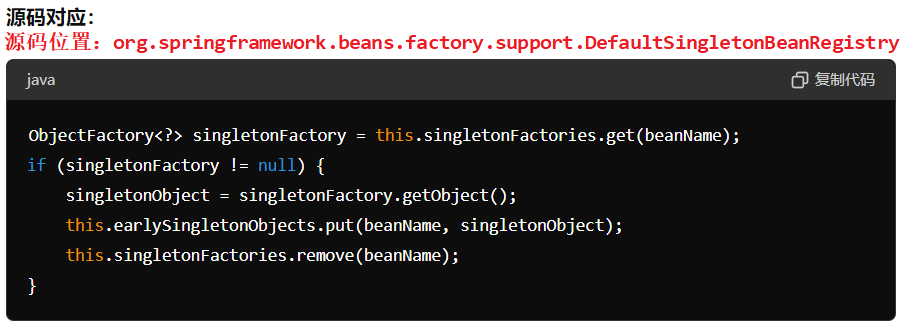 源码对应：
源码位置：org.springframework.beans.factory.support.DefaultSingletonBeanRegistry
java 复制代码
ObjectFactory<?> singletonFactory = this.singletonFactories.get(beanName);
if (singletonFactory != null) {
    singletonObject = singletonFactory.getObject();
    this.earlySingletonObjects.put(beanName, singletonObject);
    this.singletonFactories.remove(beanName);
}